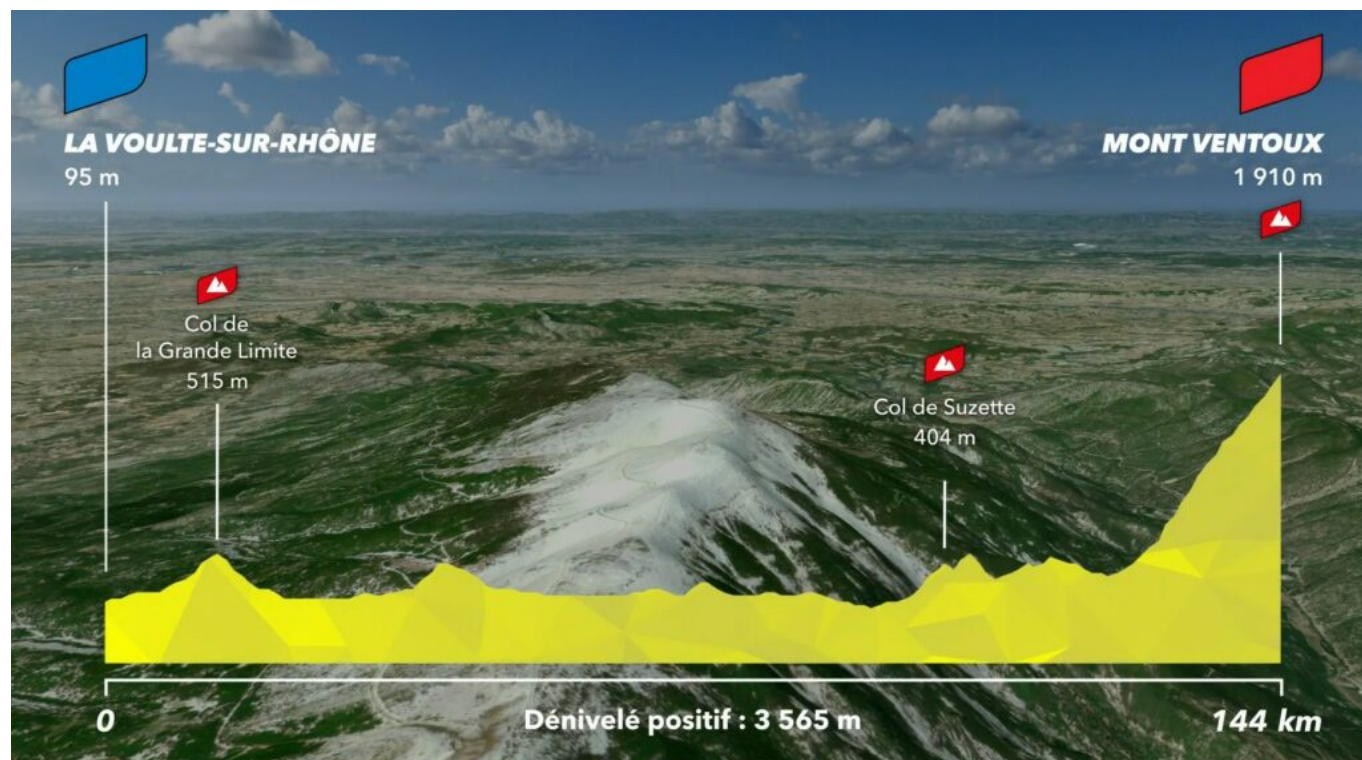 LA VOULTE-SUR-RHÔNE
95 m
MONT VENTOUX
1 910 m
Col de
la Grande Limite
515 m
Col de Suzette
404 m
0
Dénivelé positif : 3 565 m
144 km